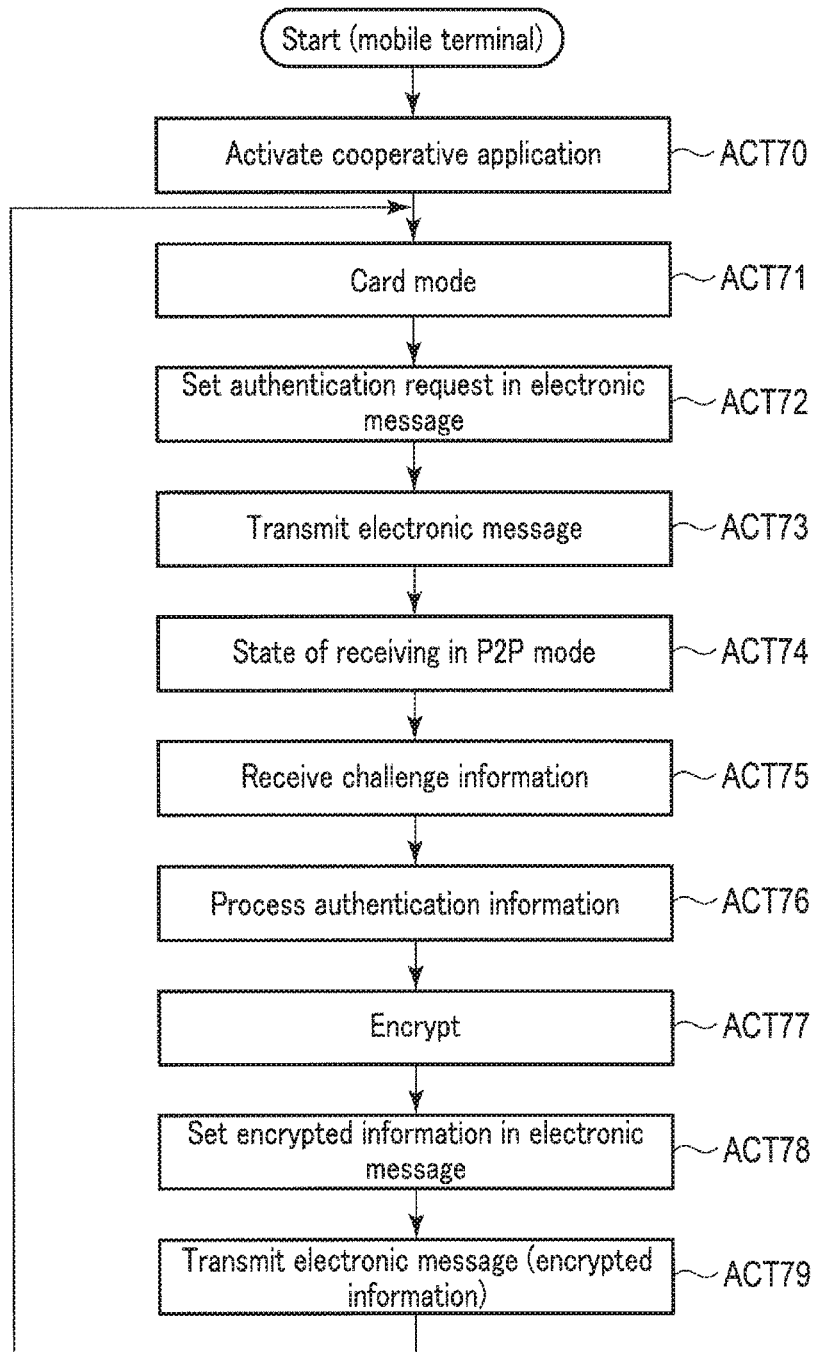 Start (mobile terminal)
Activate cooperative application
ACT70
Card mode
ACT71
Set authentication request in electronic
message
ACT72
Transmit electronic message
ACT73
State of receiving in P2P mode
ACT74
Receive challenge information
ACT75
Process authentication information
ACT76
Encrypt
ACT77
Set encrypted information in electronic
message
ACT78
Transmit electronic message (encrypted
information)
ACT79